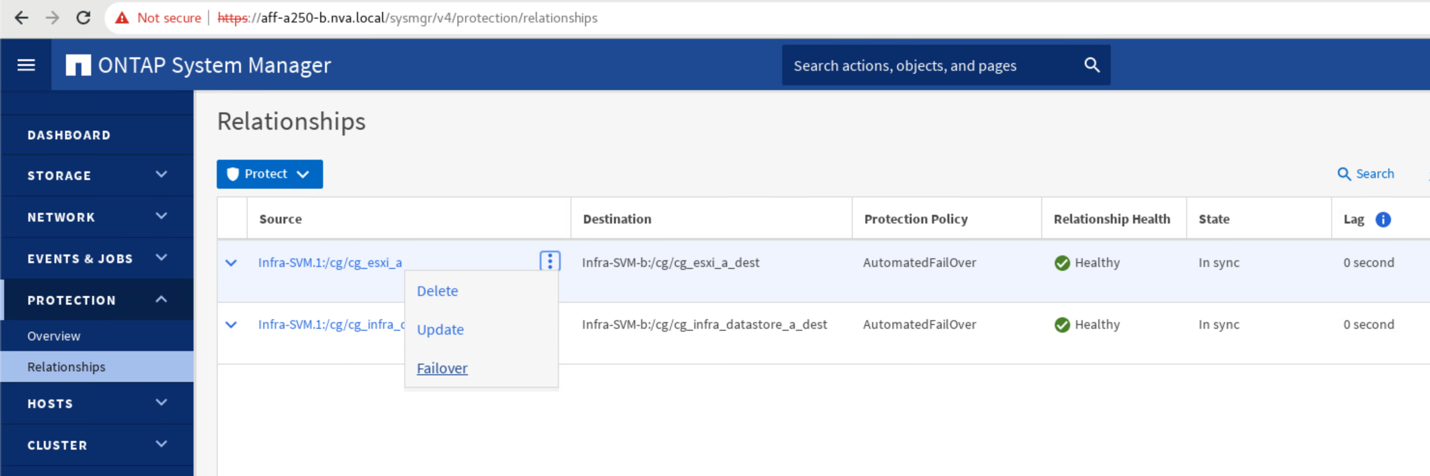 Not secure | https://aff-a250-b.nva.local/sysmgr/v4/protection/relationships
ONTAP System Manager
Search actions, objects, and pages
DASHBOARD
STORAGE
NETWORK
EVENTS & JOBS
PROTECTION
Overview
Relationships
HOSTS
CLUSTER
Relationships
Protect
Search
Source Destination Protection Policy Relationship Health State Lag
Infra-SVM.1:/cg/cg_esxi_a Infra-SVM-b:/cg/cg_esxi_a_dest AutomatedFailOver Healthy In sync 0 second
Delete
Update
Failover
Infra-SVM.1:/cg/cg_infra_ Infra-SVM-b:/cg/cg_infra_datastore_a_dest AutomatedFailOver Healthy In sync 0 second